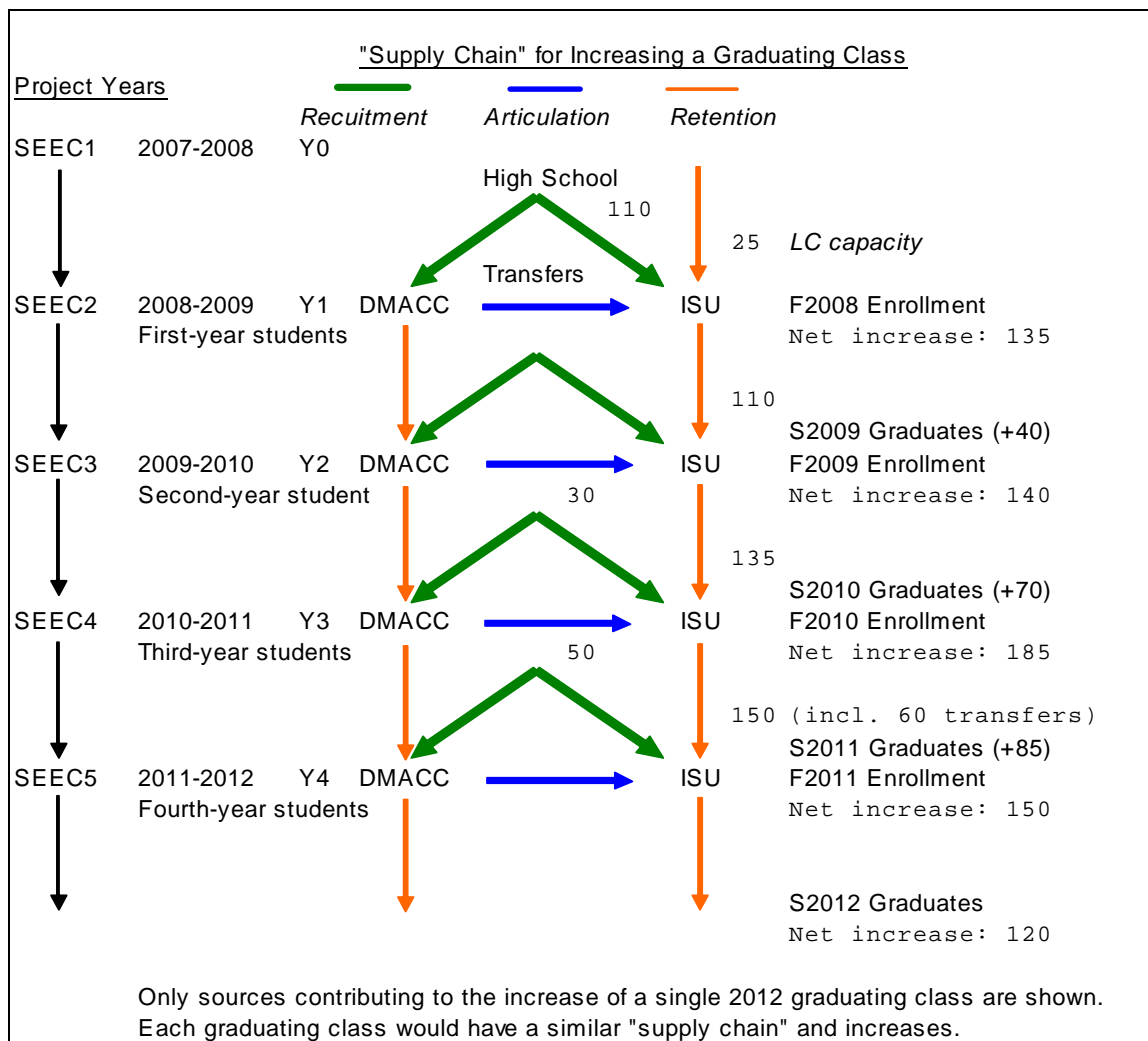 "Supply Chain" for Increasing a Graduating Class
Project Years
Recuitment Articulation Retention
SEEC1 2007-2008 Y0
High School
110
25 LC capacity
Transfers
SEEC2 2008-2009 Y1 DMACC ISU F2008 Enrollment
First-year students Net increase: 135
110
S2009 Graduates (+40)
SEEC3 2009-2010 Y2 DMACC ISU F2009 Enrollment
Second-year student 30 Net increase: 140
135
S2010 Graduates (+70)
SEEC4 2010-2011 Y3 DMACC ISU F2010 Enrollment
Third-year students 50 Net increase: 185
150 (incl. 60 transfers)
S2011 Graduates (+85)
SEEC5 2011-2012 Y4 DMACC ISU F2011 Enrollment
Fourth-year students Net increase: 150
S2012 Graduates
Net increase: 120
Only sources contributing to the increase of a single 2012 graduating class are shown.
Each graduating class would have a similar "supply chain" and increases.